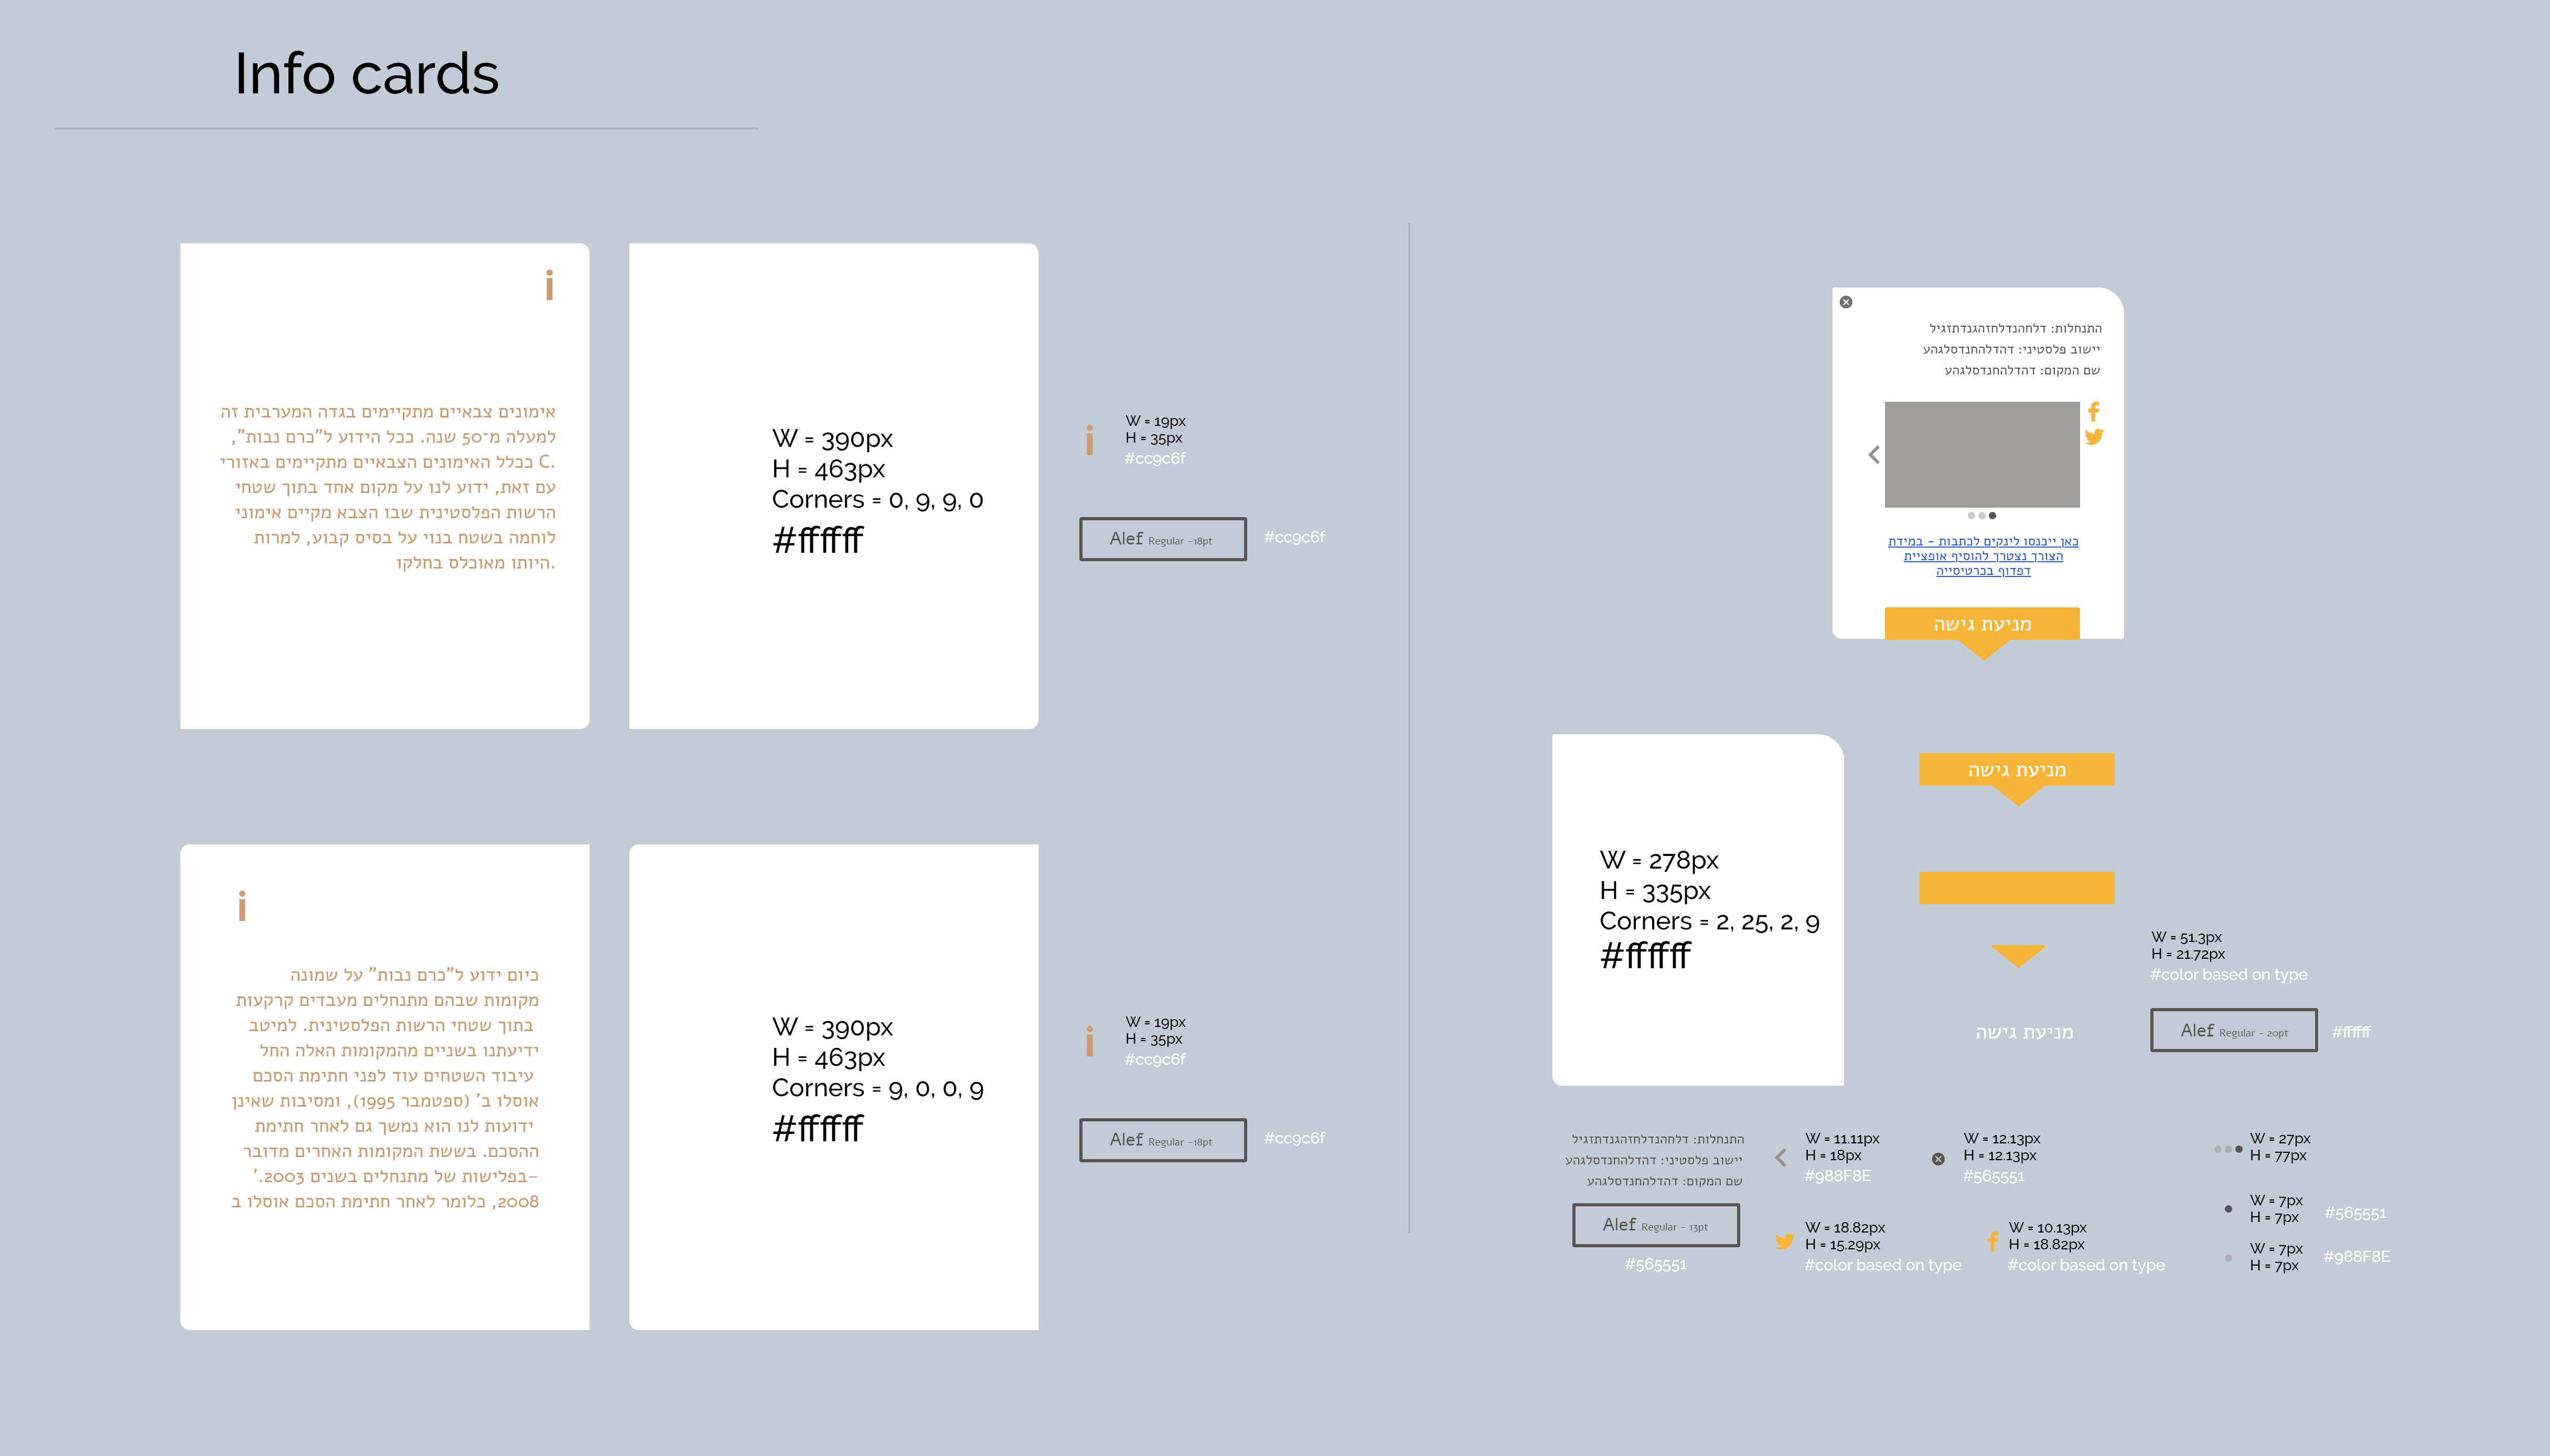 Info cards
i
אימונים צבאיים מתקיימים בגדה המערבית זה
למעלה מ־50 שנה. ככל הידוע ל"כרם נבות",
C. ככלל האימונים הצבאיים מתקיימים באזורי
עם זאת, ידוע לנו על מקום אחד בתוך שטחי
הרשות הפלסטינית שבו הצבא מקיים אימוני
לוחמה בשטח בנוי על בסיס קבוע, למרות
.היותו מאוכלס בחלקו
W = 390px
H = 463px
Corners = 0, 9, 9, 0
#ffffff
i
W = 19px
H = 35px
#cc9c6f
Alef Regular -18pt
#cc9c6f
i
כיום ידוע ל"כרם נבות" על שמונה
מקומות שבהם מתנחלים מעבדים קרקעות
בתוך שטחי הרשות הפלסטינית. למיטב
ידיעתנו בשניים מהמקומות האלה החל
עיבוד השטחים עוד לפני חתימת הסכם
אוסלו ב' (ספטמבר 1995), ומסיבות שאינן
ידועות לנו הוא נמשך גם לאחר חתימת
ההסכם. בששת המקומות האחרים מדובר
–בפלישות של מתנחלים בשנים 2003.'
2008, כלומר לאחר חתימת הסכם אוסלו ב
W = 390px
H = 463px
Corners = 9, 0, 0, 9
#ffffff
i
W = 19px
H = 35px
#cc9c6f
Alef Regular -18pt
#cc9c6f
התנחלות: דלחהנדלחזהגנדתזגיל
יישוב פלסטיני: דהדלהחנדסלגהע
שם המקום: דהדלהחנדסלגהע
כאן ייכנסו לינקים לכתבות - במידת
הצורך נצטרך להוסיף אופציית
דפדוף בכרטיסייה
מניעת גישה
W = 278px
H = 335px
Corners = 2, 25, 2, 9
#ffffff
מניעת גישה
W = 51.3px
H = 21.72px
#color based on type
מניעת גישה
Alef Regular - 20pt
#ffffff
התנחלות: דלחהנדלחזהגנדתזגיל
יישוב פלסטיני: דהדלהחנדסלגהע
שם המקום: דהדלהחנדסלגהע
Alef Regular - 13pt
#565551
W = 11.11px
H = 18px
#988F8E
W = 12.13px
H = 12.13px
#565551
W = 27px
H = 77px
W = 18.82px
H = 15.29px
#color based on type
W = 10.13px
H = 18.82px
#color based on type
W = 7px
H = 7px
#565551
W = 7px
H = 7px
#988F8E